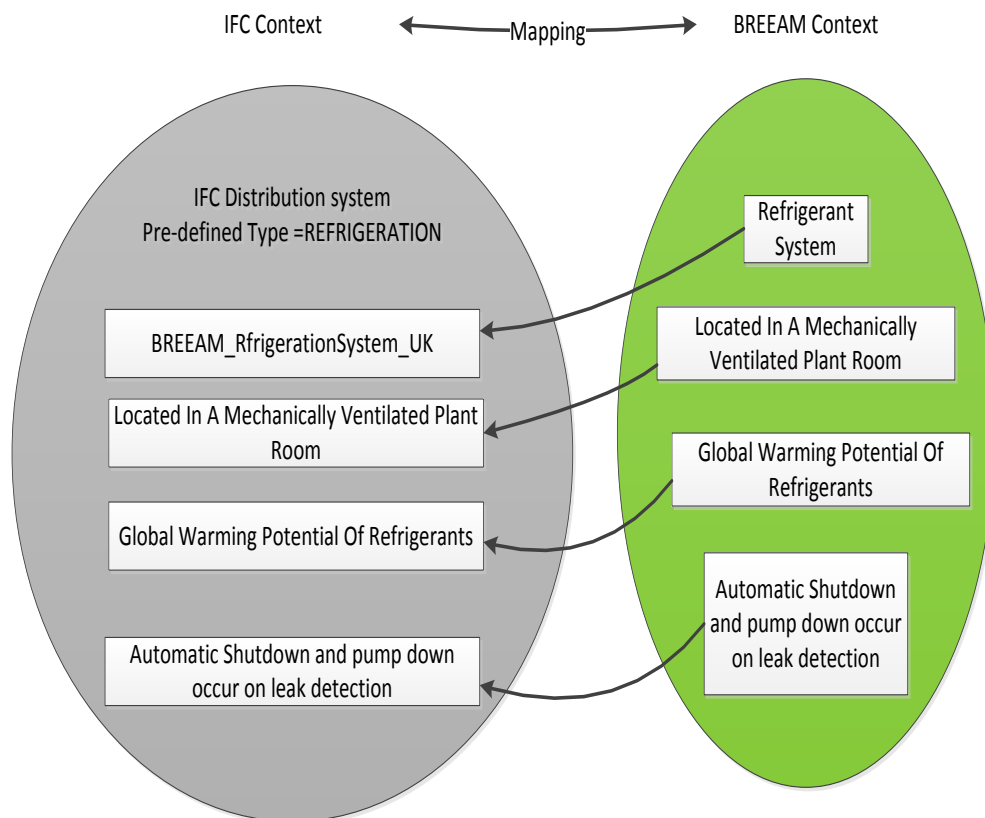 IFC Context
Mapping
BREEAM Context
IFC Distribution system
Pre-defined Type =REFRIGERATION
BREEAM_RfrigerationSystem_UK
Located In A Mechanically Ventilated Plant
Room
Global Warming Potential Of Refrigerants
Automatic Shutdown and pump down
occur on leak detection
Refrigerant
System
Located In A Mechanically
Ventilated Plant Room
Global Warming Potential Of
Refrigerants
Automatic Shutdown
and pump down occur
on leak detection